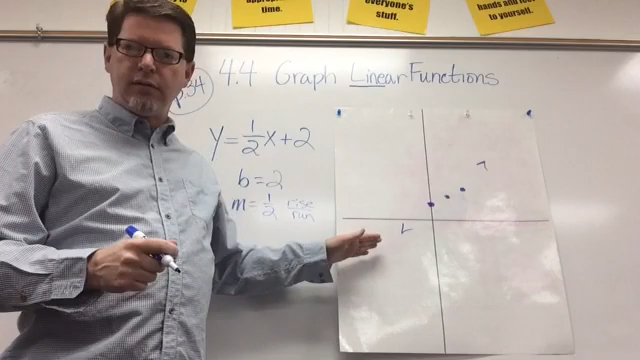 time.
everyone's
stuff.
hands and feet
to yourself.
4.4 Graph Linear Functions
y=1/2x+2
b=2
m=1/2 rise
run